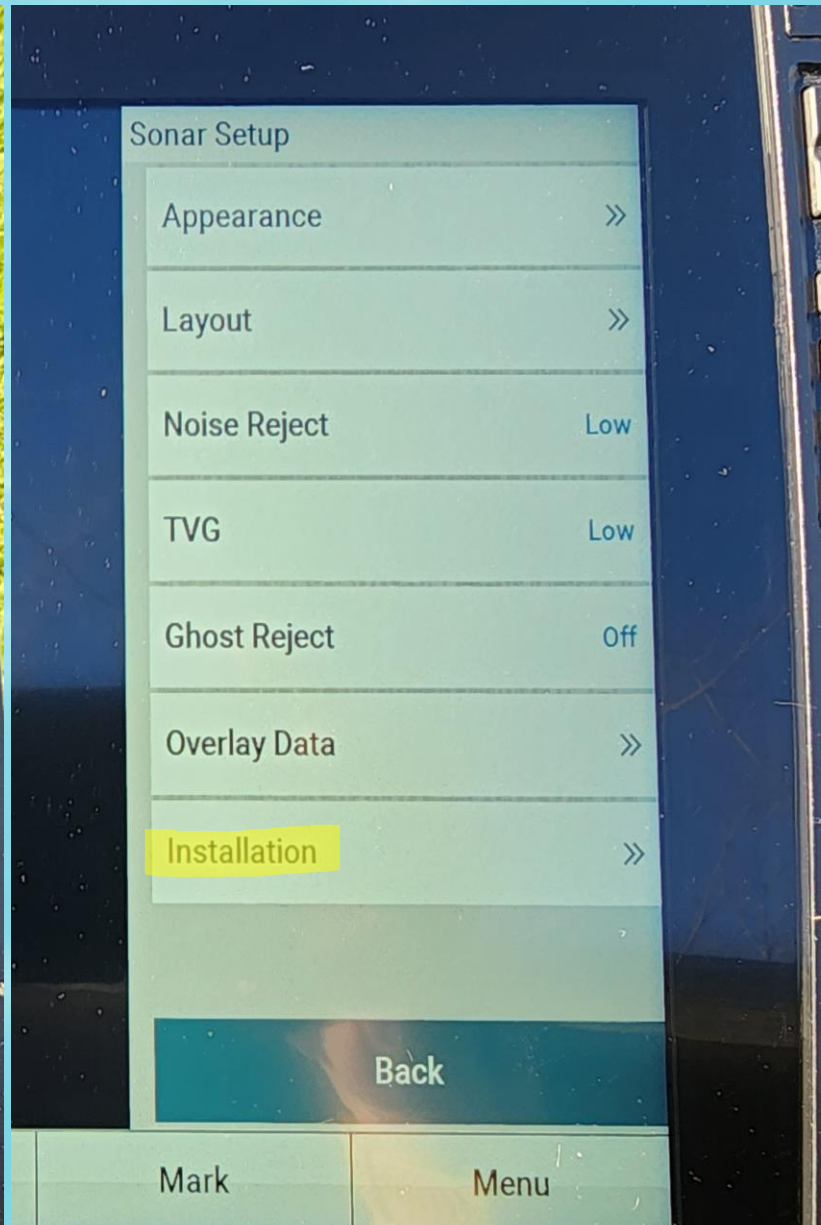 Sonar Setup
Appearance »
Layout »
Noise Reject Low
TVG Low
Ghost Reject Off
Overlay Data »
Installation »
Back
Mark Menu